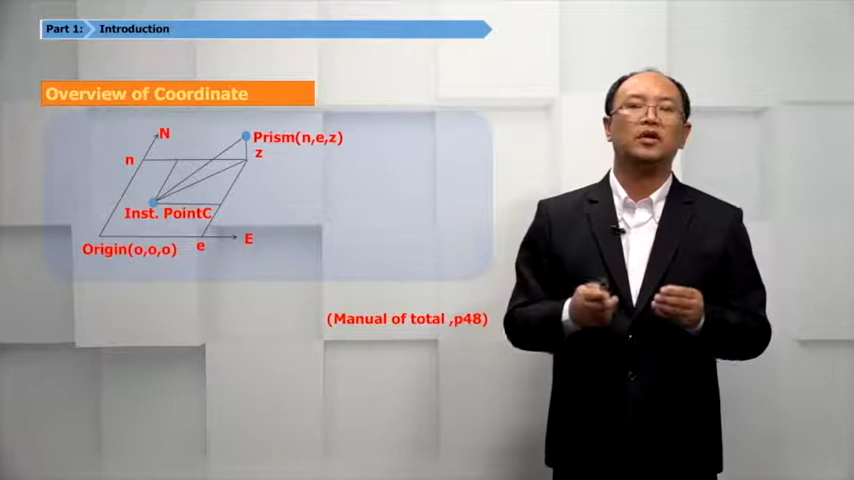 Part 1: Introduction
Overview of Coordinate
N
n
Prism(n,e,z)
z
Inst. PointC
Origin(o,o,o)
e
E
(Manual of total ,p48)